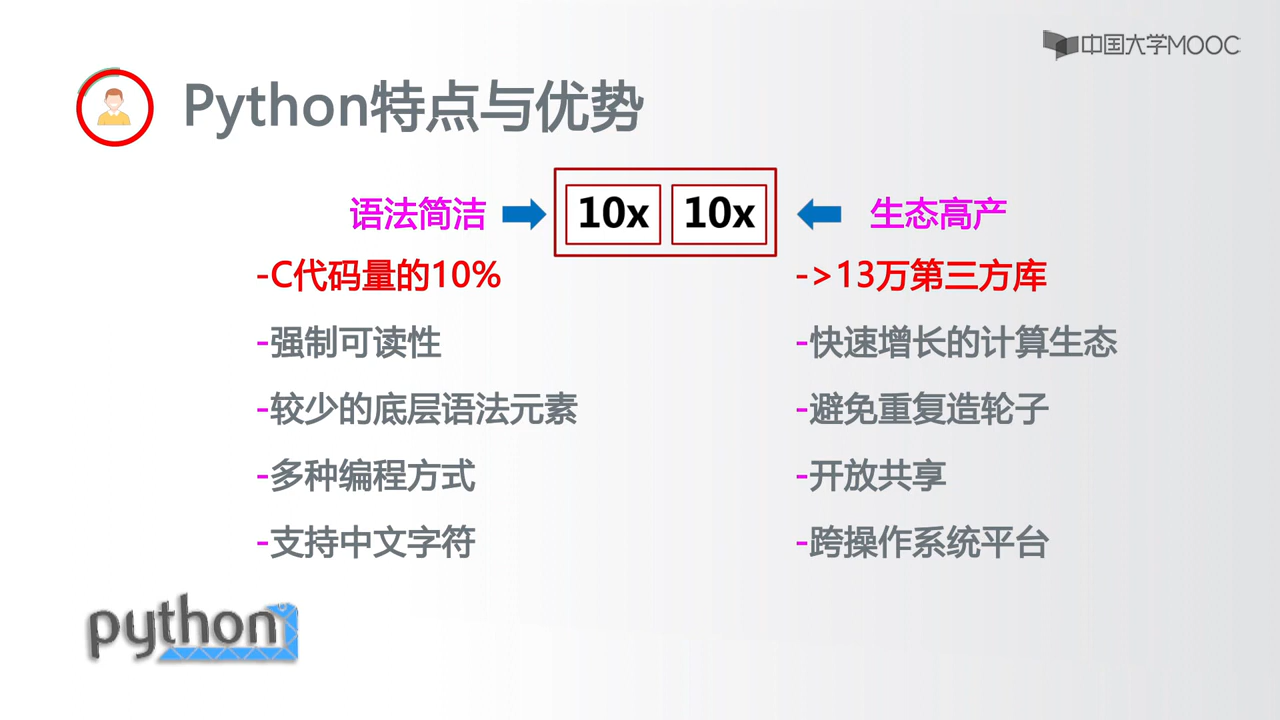 中国大学MOOC
Python特点与优势
语法简洁
10x 10x
生态高产
-C代码量的10%
-强制可读性
-较少的底层语法元素
-多种编程方式
-支持中文字符
->13万第三方库
-快速增长的计算生态
-避免重复造轮子
-开放共享
-跨操作系统平台
python